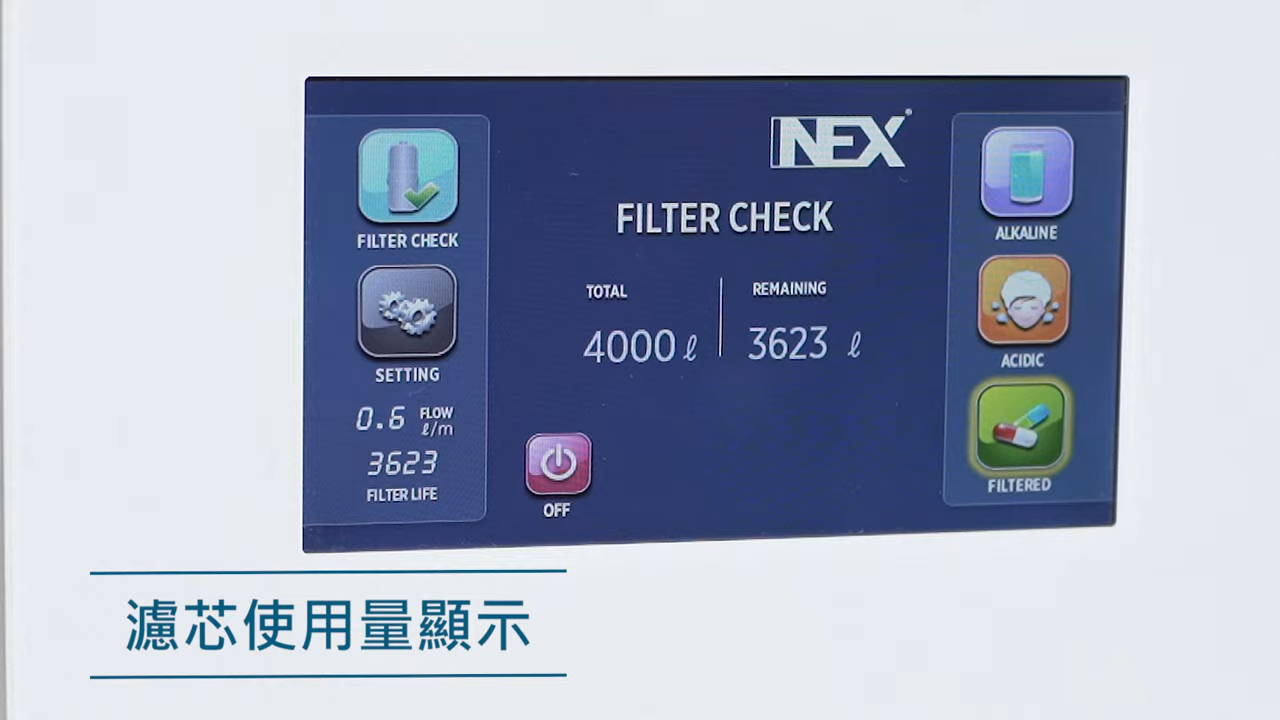 NEX
FILTER CHECK
FILTER CHECK
SETTING
0.6 FLOW ℓ/m
3623
FILTER LIFE
TOTAL
4000 ℓ
REMAINING
3623 ℓ
OFF
ALKALINE
ACIDIC
FILTERED
濾芯使用量顯示